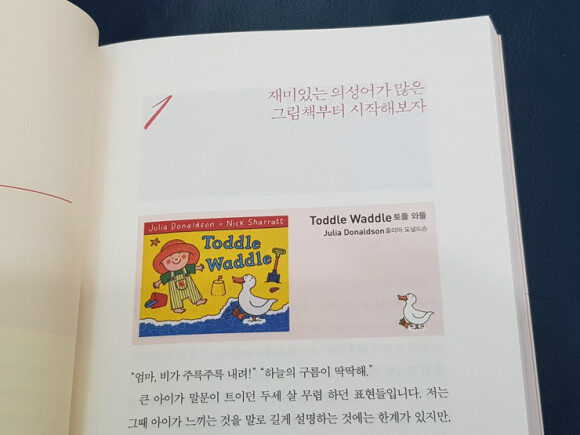 1
재미있는 의성어가 많은
그림책부터 시작해보자
Julia Donaldson · Nick Sharratt
Toddle
Waddle
Toddle Waddle 토들 와들
Julia Donaldson 줄리아 도널드슨
"엄마, 비가 주륵주륵 내려!" "하늘의 구름이 딱딱해."
큰 아이가 말문이 트이던 두세 살 무렵 하던 표현들입니다. 저는
그때 아이가 느끼는 것을 말로 길게 설명하는 것에는 한계가 있지만,